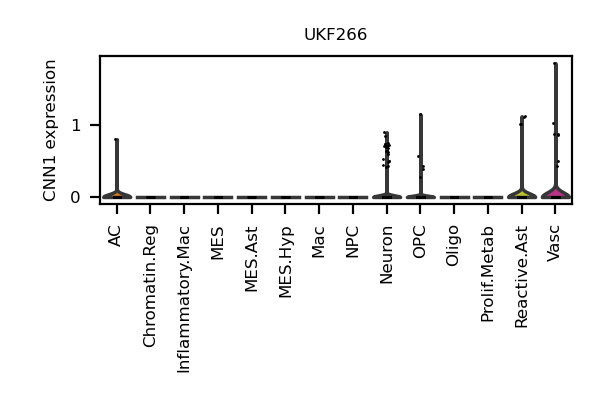 UKF266
CNN1 expression
1
0
AC
Chromatin.Reg
Inflammatory.Mac
MES
MES.Ast
MES.Hyp
Mac
NPC
Neuron
OPC
Oligo
Prolif.Metab
Reactive.Ast
Vasc